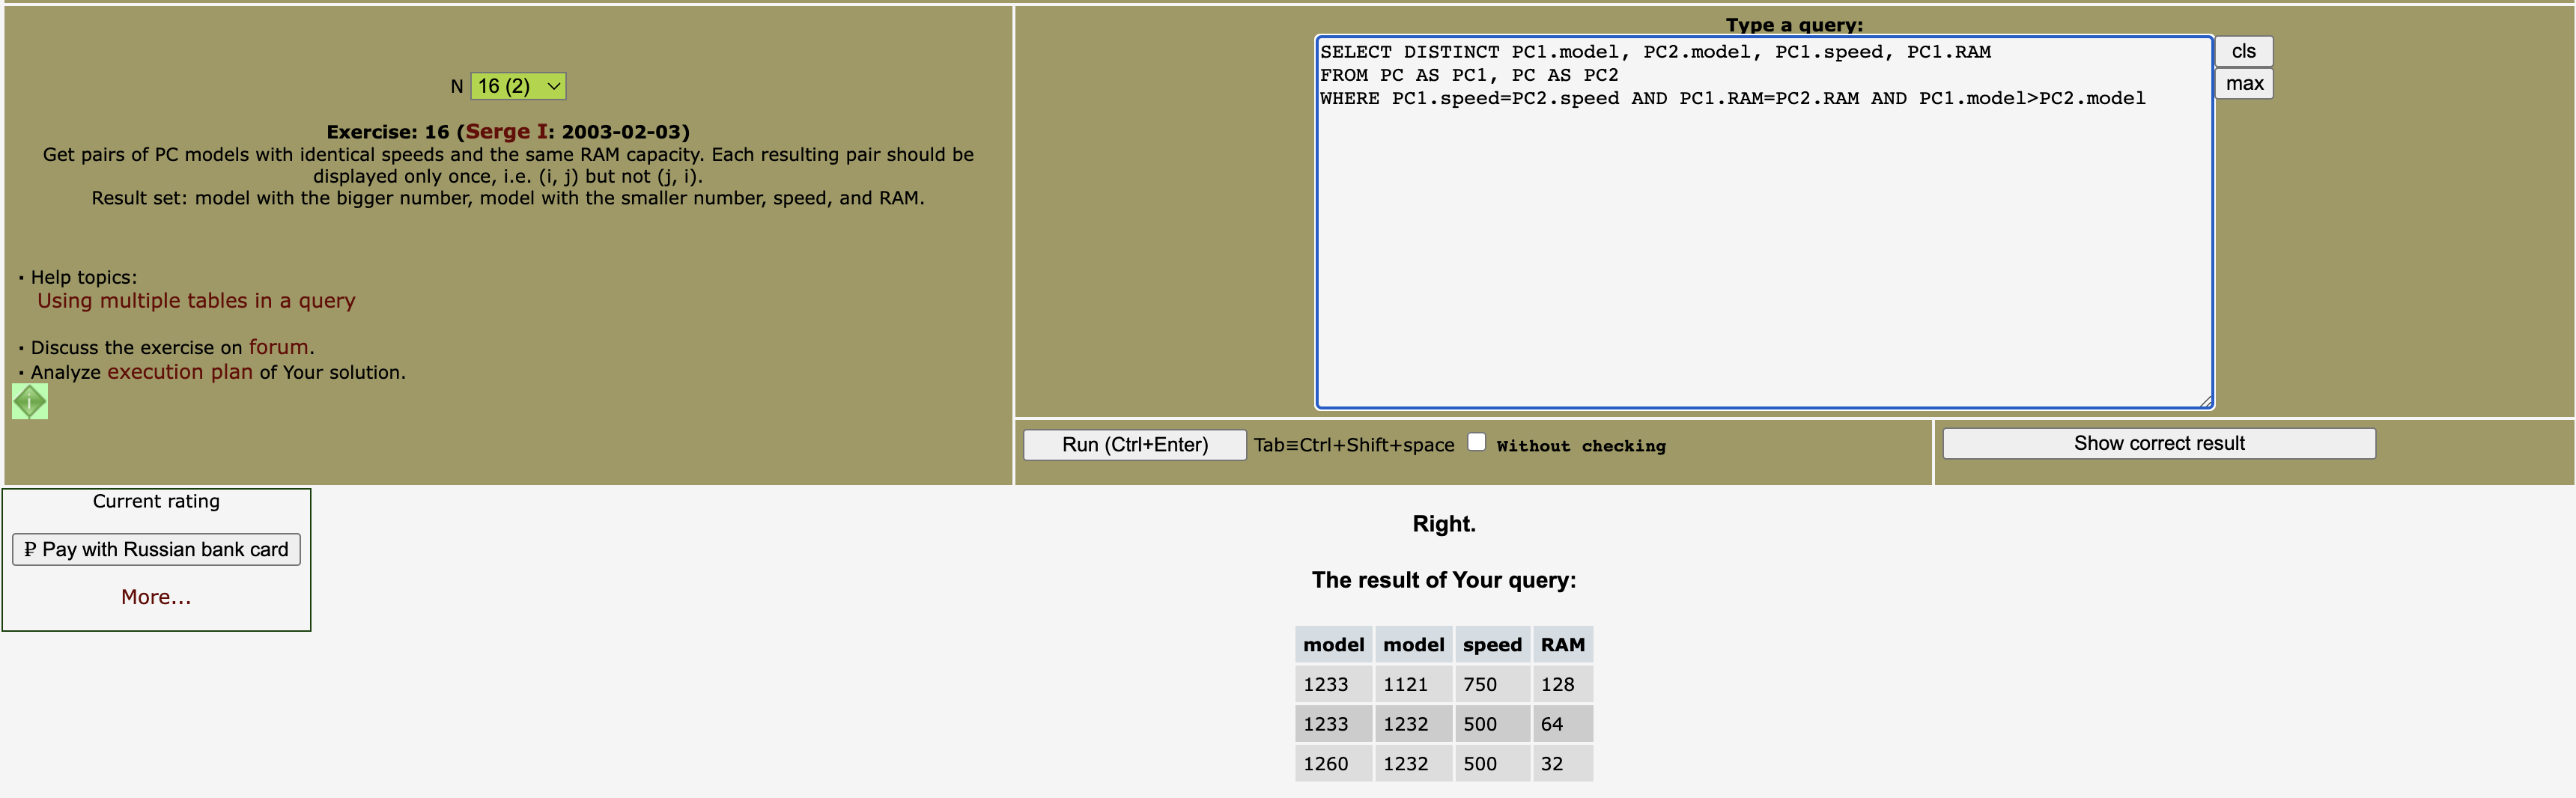 N 16 (2)
Exercise: 16 (Serge I: 2003-02-03)
Get pairs of PC models with identical speeds and the same RAM capacity. Each resulting pair should be
displayed only once, i.e. (i, j) but not (j, i).
Result set: model with the bigger number, model with the smaller number, speed, and RAM.
▪ Help topics:
Using multiple tables in a query
▪ Discuss the exercise on forum.
▪ Analyze execution plan of Your solution.
i
Type a query:
SELECT DISTINCT PC1.model, PC2.model, PC1.speed, PC1.RAM
FROM PC AS PC1, PC AS PC2
WHERE PC1.speed=PC2.speed AND PC1.RAM=PC2.RAM AND PC1.model>PC2.model
cls
max
Run (Ctrl+Enter) Tab≡Ctrl+Shift+space Without checking
Show correct result
Current rating
₽ Pay with Russian bank card
More...
Right.
The result of Your query:
model model speed RAM
1233 1121 750 128
1233 1232 500 64
1260 1232 500 32